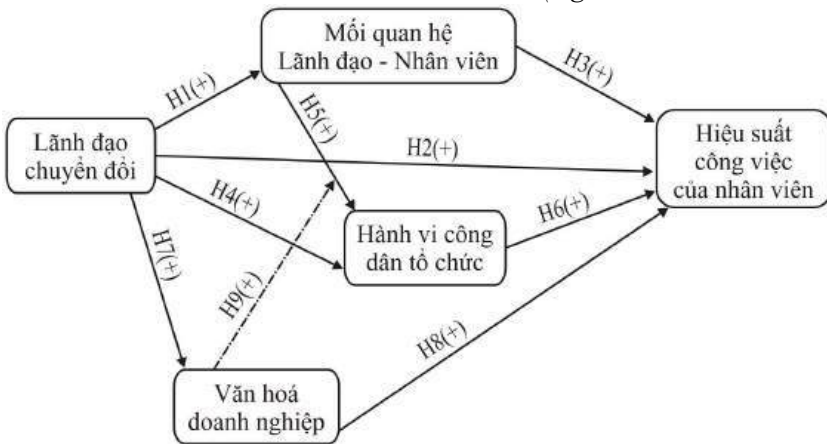 Mối quan hệ
Lãnh đạo - Nhân viên
H1(+)
H3(+)
H5(+)
Lãnh đạo
chuyển đổi
H2(+)
Hiệu suất
công việc
của nhân viên
H4(+)
H6(+)
Hành vi công
dân tổ chức
H7(+)
H9(+)
H8(+)
Văn hoá
doanh nghiệp